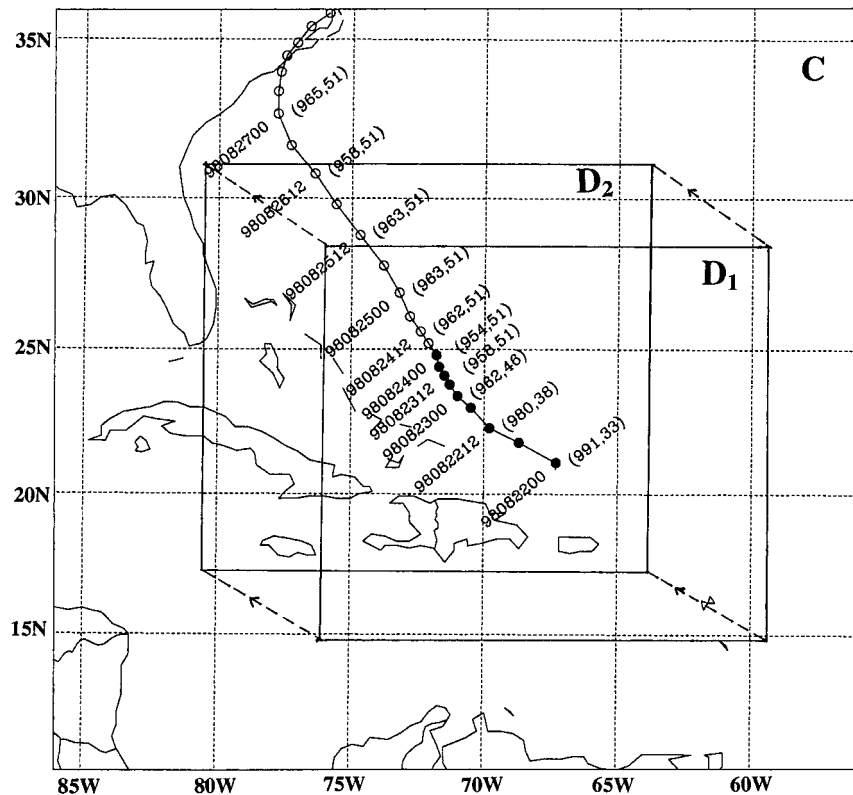 35N
C
(965,51)
98082700
(958,51)
30N
D2
98082612
(963,51)
D1
98082512
(963,51)
98082500
(962,51)
25N
(954,51)
98082412
(958,51)
98082400
(962,46)
98082312
(980,38)
98082300
(991,33)
98082212
20N
98082200
15N
85W
80W
75W
70W
65W
60W